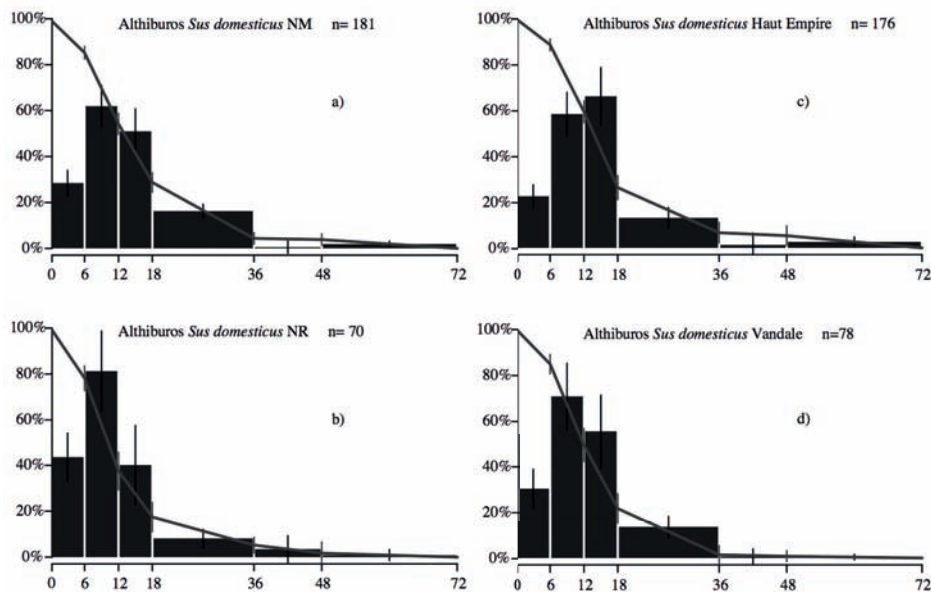 Althiburos Sus domesticus NM n= 181
a)
100%
80%
60%
40%
20%
0%
0 6 12 18 36 48 72
Althiburos Sus domesticus Haut Empire n= 176
c)
100%
80%
60%
40%
20%
0%
0 6 12 18 36 48 72
Althiburos Sus domesticus NR n= 70
b)
100%
80%
60%
40%
20%
0%
0 6 12 18 36 48 72
Althiburos Sus domesticus Vandale n=78
d)
100%
80%
60%
40%
20%
0%
0 6 12 18 36 48 72